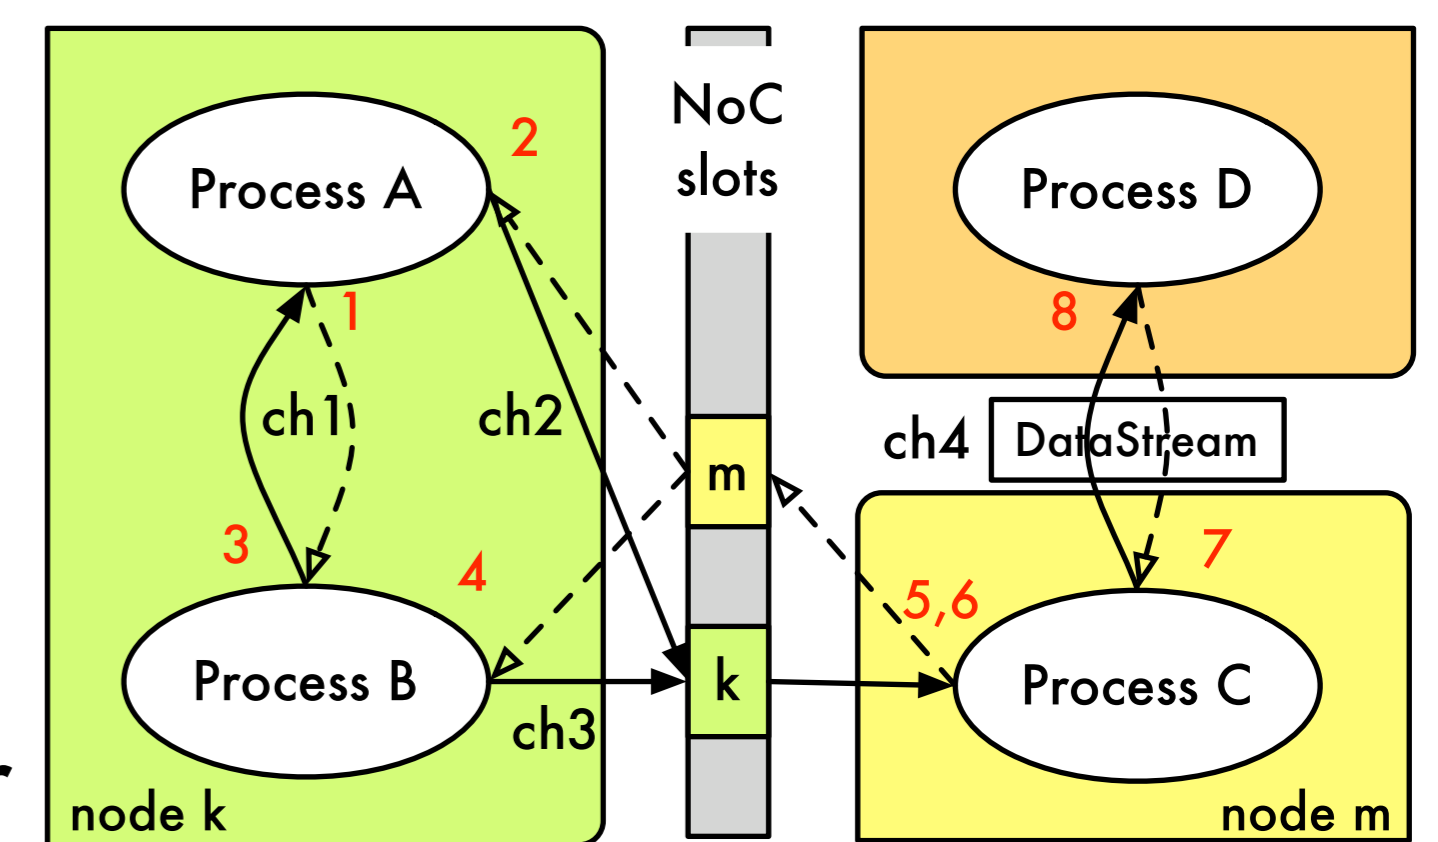 Process A
2
NoC
slots
Process D
1
8
ch1
ch2
ch4
DataStream
m
3
4
5,6
7
Process B
k
Process C
ch3
node k
node m